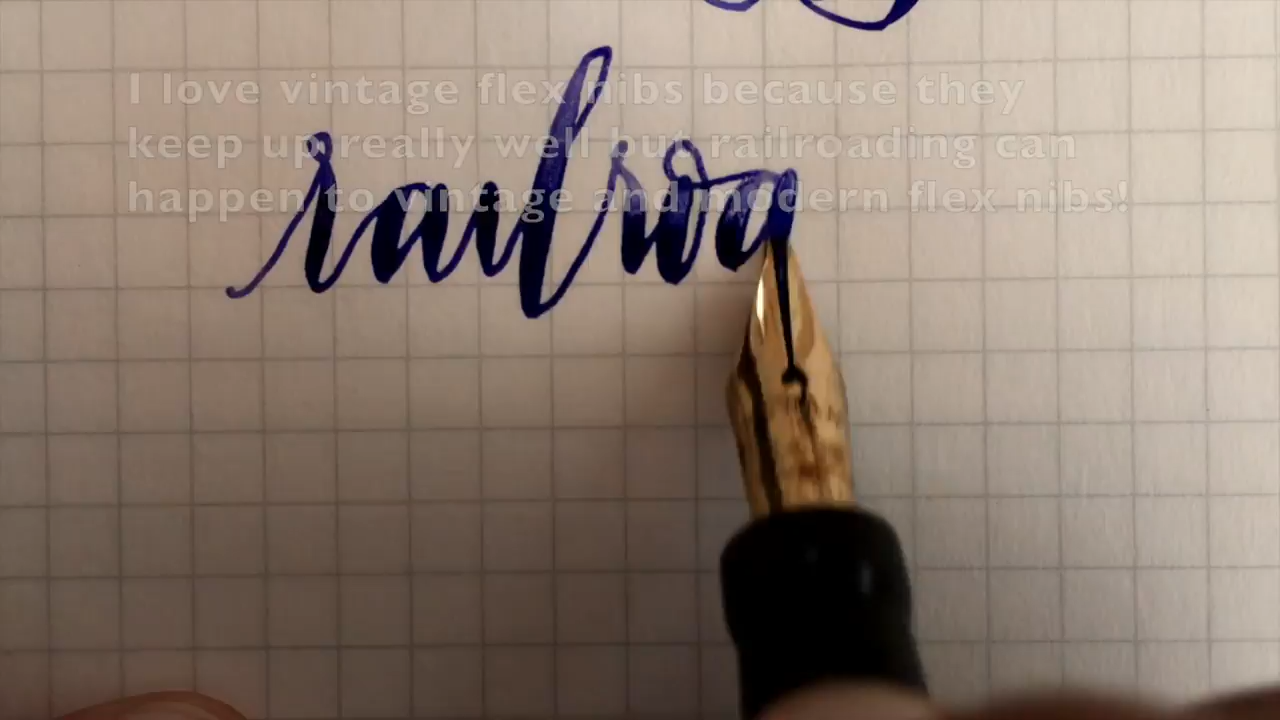 I love vintage flex nibs because they
keep up really well but railroading can
happen to vintage and modern flex nibs!
railroa